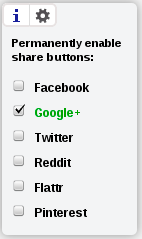 i
Permanently enable
share buttons:
Facebook
Google+
Twitter
Reddit
Flattr
Pinterest